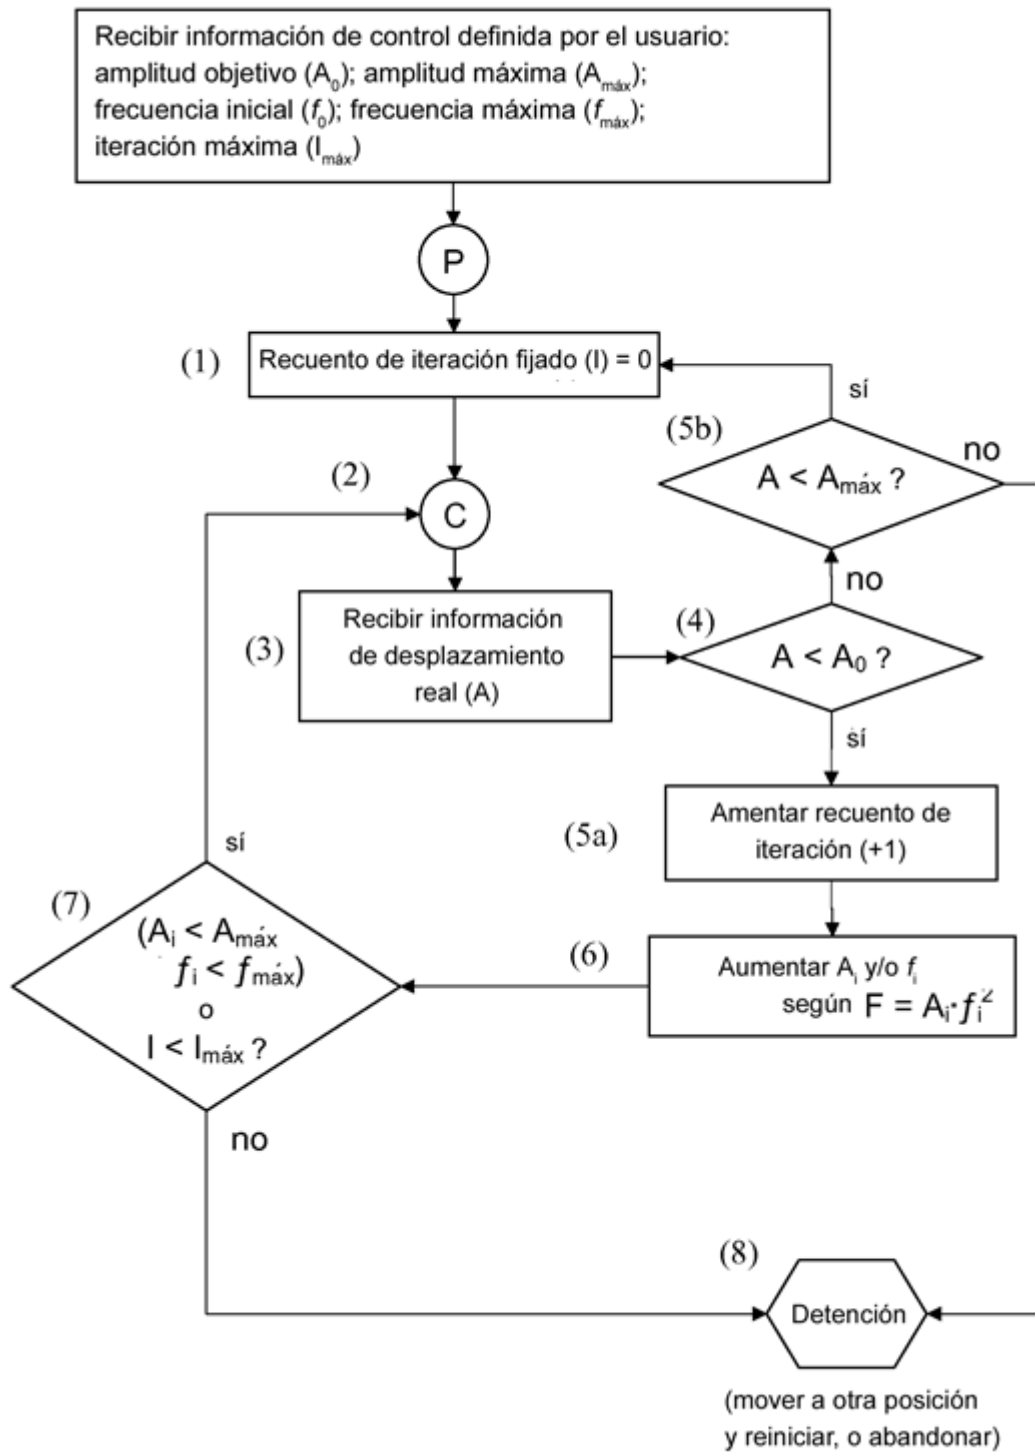 Recibir información de control definida por el usuario:
amplitud objetivo (A₀); amplitud máxima (Aₘáₓ);
frecuencia inicial (f₀); frecuencia máxima (fₘáₓ);
iteración máxima (Iₘáₓ)
P
(1)
Recuento de iteración fijado (I) = 0
sí
(5b)
no
A < Aₘáₓ ?
(2)
C
no
(3)
Recibir información
de desplazamiento
real (A)
(4)
A < A₀ ?
sí
(5a)
Amentar recuento de
iteración (+1)
sí
(7)
(Aᵢ < Aₘáₓ
fᵢ < fₘáₓ)
o
I < Iₘáₓ ?
(6)
Aumentar Aᵢ y/o fᵢ
según F = Aᵢ·fᵢ²
no
(8)
Detención
(mover a otra posición
y reiniciar, o abandonar)